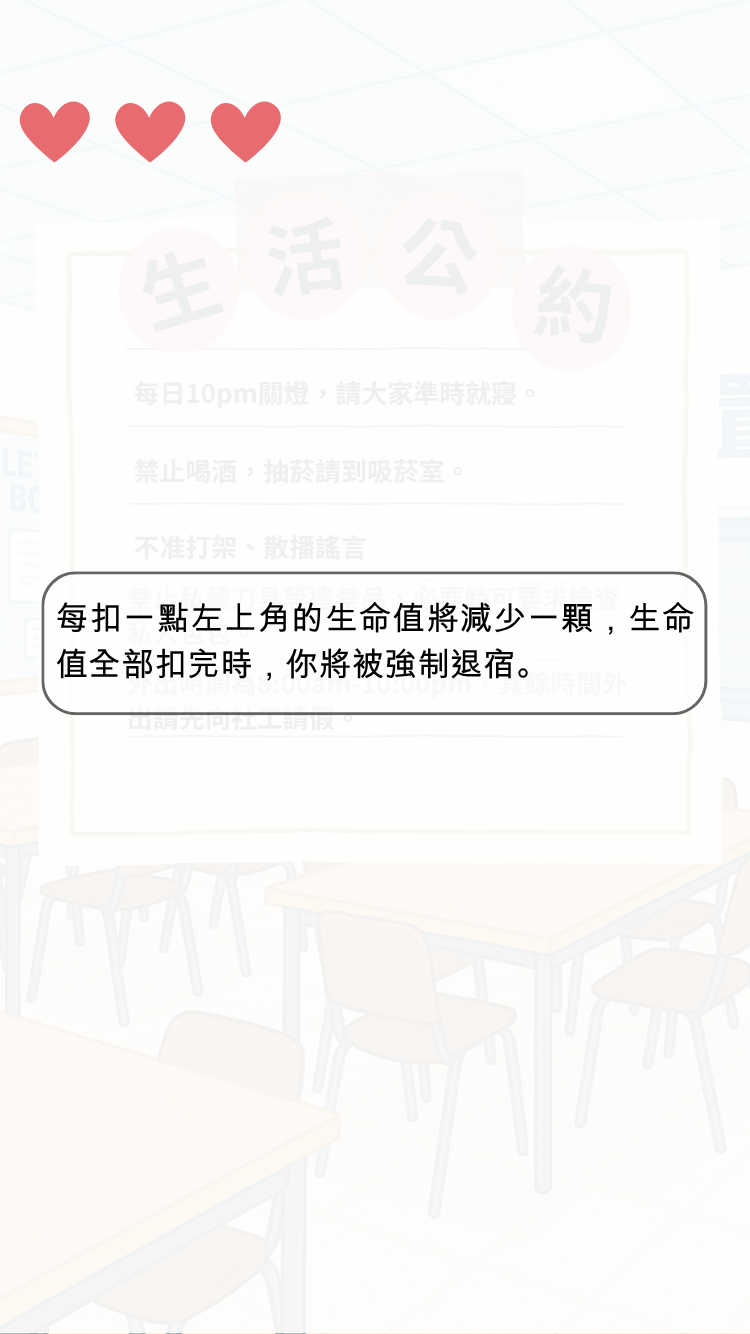 生活公約
每日10pm關燈，請大家準時就寢。
禁止喝酒，抽菸請到吸菸室。
不准打架、散播謠言
禁止私藏刀具等違禁品，必要時可要求檢查
每扣一點左上角的生命值將減少一顆，生命
值全部扣完時，你將被強制退宿。
外出時間為8:00am-10:00pm，其餘時間外
出請先向社工請假。
LE
BO